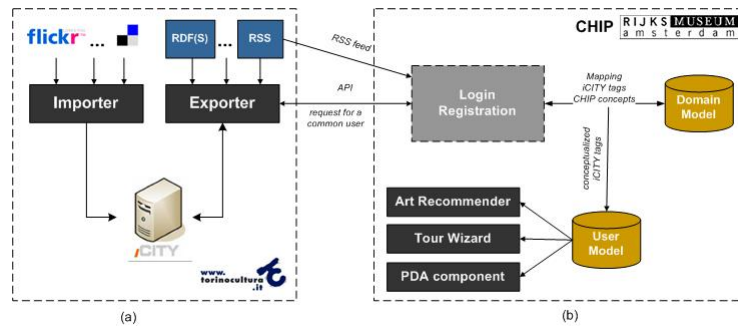 flickr
...
RDF(S)
...
RSS
Importer
Exporter
iCITY
www.
torinocultura
.it
(a)
RSS feed
API
request for a
common user
CHIP
RIJKS MUSEUM
amsterdam
Login
Registration
Mapping
iCITY tags
CHIP concepts
Domain
Model
conceptualized
iCITY tags
Art Recommender
Tour Wizard
PDA component
User
Model
(b)